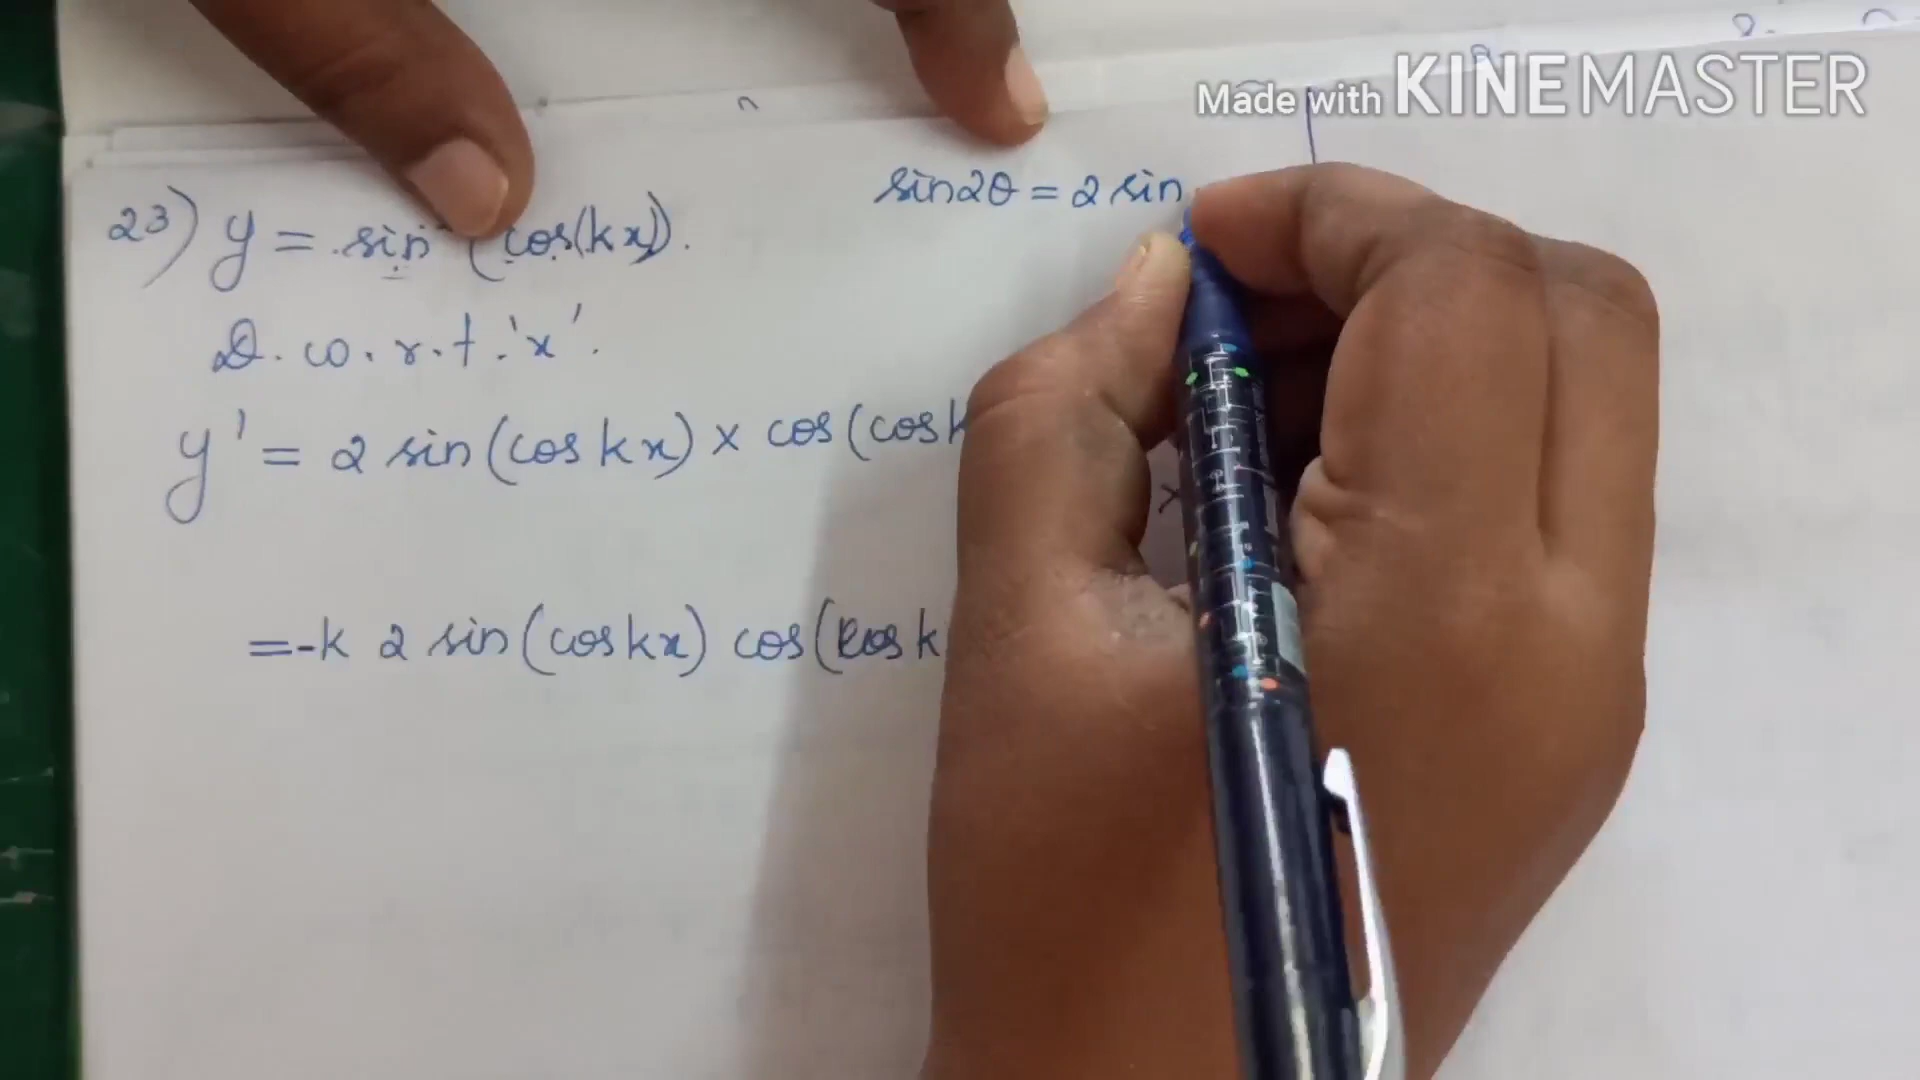 Made with KINEMASTER
23) y = sin (cos(kx)).
sin2θ = 2 sin
D.w.r.t.'x'.
y' = 2 sin(cos kx) × cos(cos k
=-k 2 sin(cos kx) cos(cos k